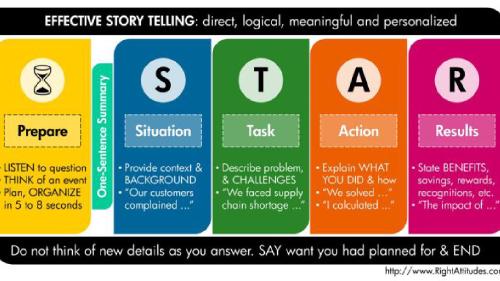 EFFECTIVE STORY TELLING: direct, logical, meaningful and personalized
Prepare
LISTEN to question
THINK of an event
Plan, ORGANIZE
in 5 to 8 seconds
One-Sentence Summary
S
Situation
• Provide context &
BACKGROUND
• "Our customers
complained ..."
T
Task
• Describe problem,
& CHALLENGES
• "We faced supply
chain shortage ..."
A
Action
• Explain WHAT
YOU DID & how
• "We solved ..."
• "I calculated ..."
R
Results
• State BENEFITS,
savings, rewards,
recognitions, etc.
• "The impact of ..."
Do not think of new details as you answer. SAY want you had planned for & END
http://www.RightAttitudes.com